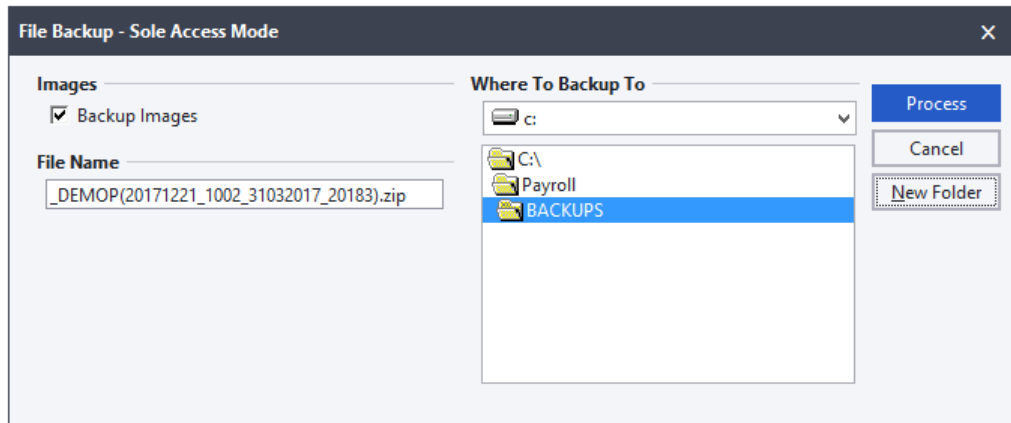 File Backup - Sole Access Mode
Images
Backup Images
File Name
_DEMOP(20171221_1002_31032017_20183).zip
Where To Backup To
c:
C:\
Payroll
BACKUPS
Process
Cancel
New Folder